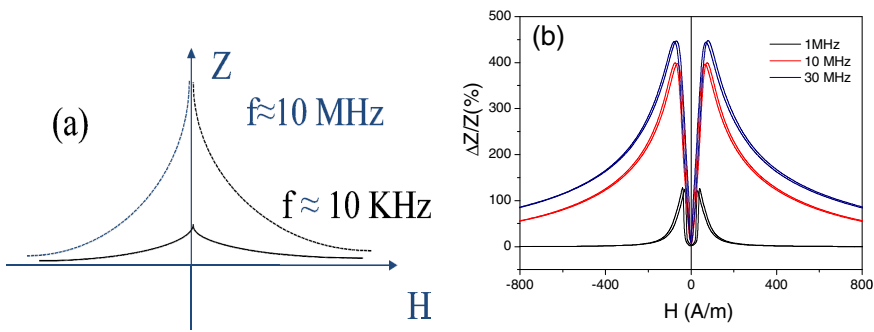 (a)
Z
f≈10 MHz
f ≈ 10 KHz
H
(b)
500
400
300
200
100
0
ΔZ/Z(%)
1MHz
10 MHz
30 MHz
-800
-400
0
400
800
H (A/m)